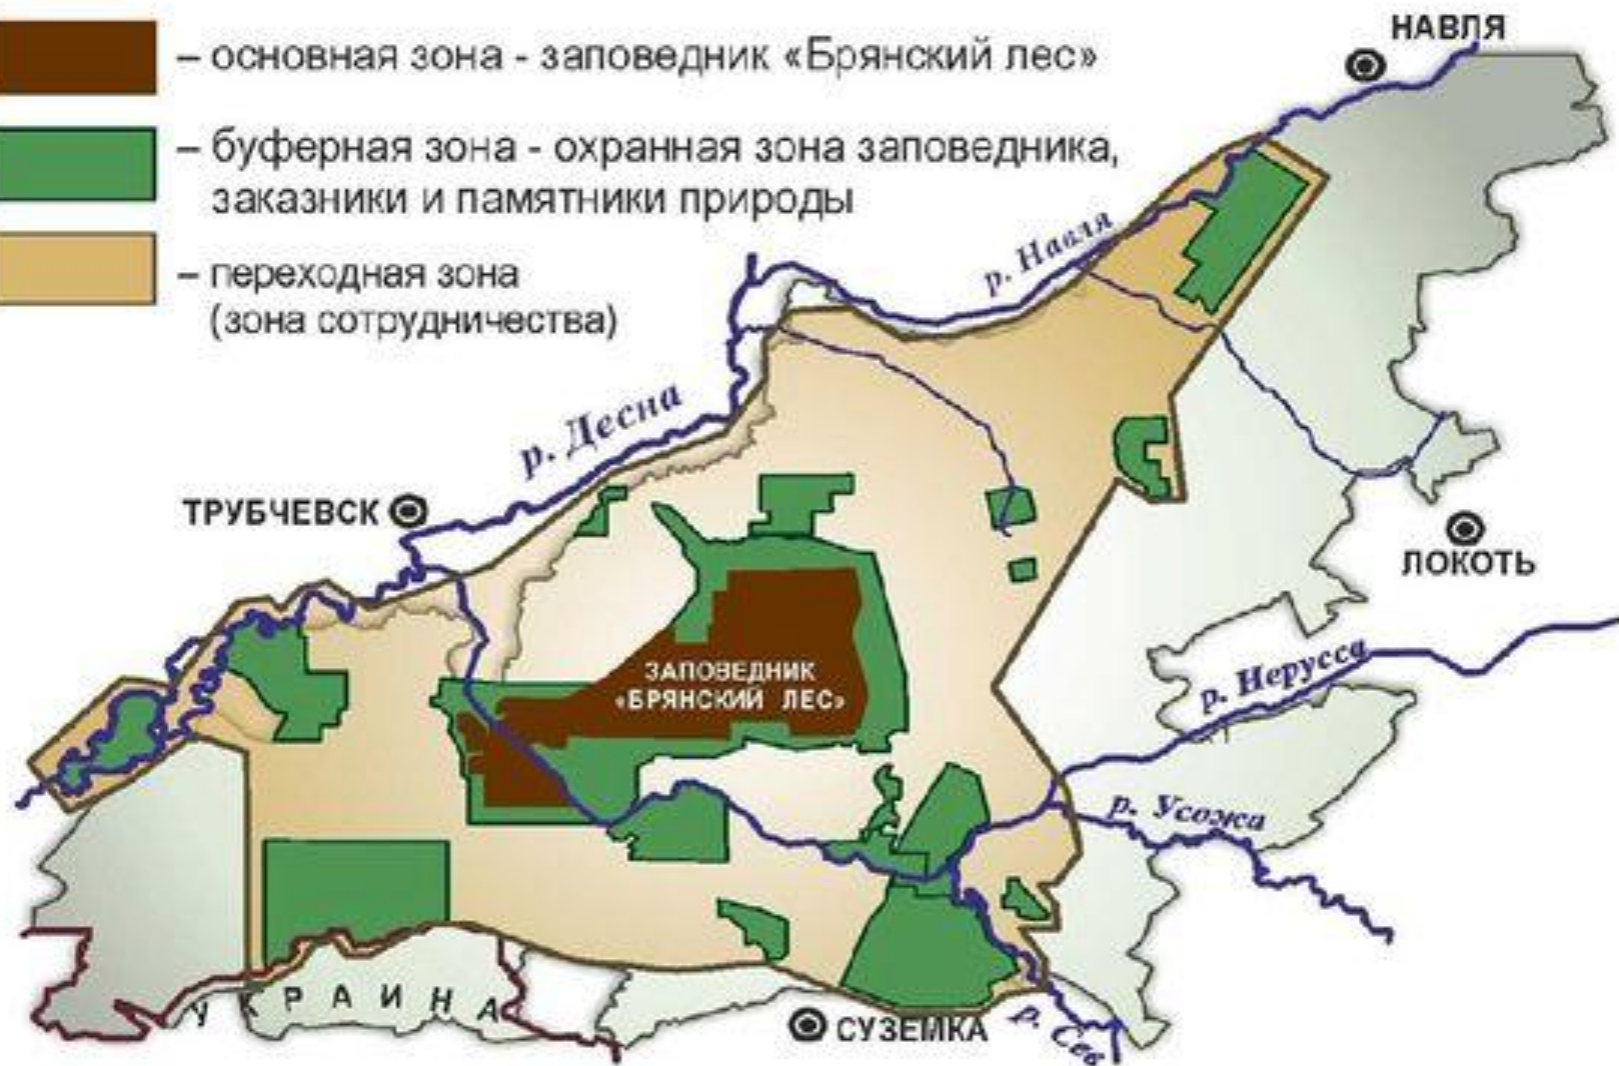 – основная зона - заповедник «Брянский лес»
– буферная зона - охранная зона заповедника,
заказники и памятники природы
– переходная зона
(зона сотрудничества)
НАВЛЯ
р. Навля
р. Десна
ТРУБЧЕВСК
ЛОКОТЬ
ЗАПОВЕДНИК
«БРЯНСКИЙ ЛЕС»
р. Нерусса
р. Усожа
УКРАИНА
СУЗЕМКА
р. Сев